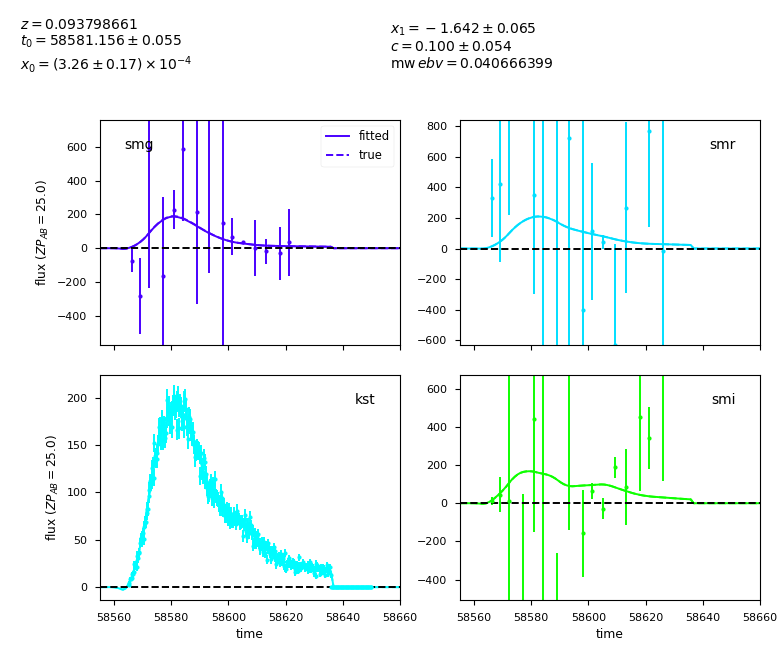 z = 0.093798661
t₀ = 58581.156 ± 0.055
x₀ = (3.26 ± 0.17) × 10⁻⁴
x₁ = −1.642 ± 0.065
c = 0.100 ± 0.054
mwebv = 0.040666399
smg
fitted
true
600
400
200
0
−200
−400
flux (ZP_AB = 25.0)
smr
800
600
400
200
0
−200
−400
−600
kst
200
150
100
50
0
flux (ZP_AB = 25.0)
58560 58580 58600 58620 58640 58660
time
smi
600
400
200
0
−200
−400
58560 58580 58600 58620 58640 58660
time